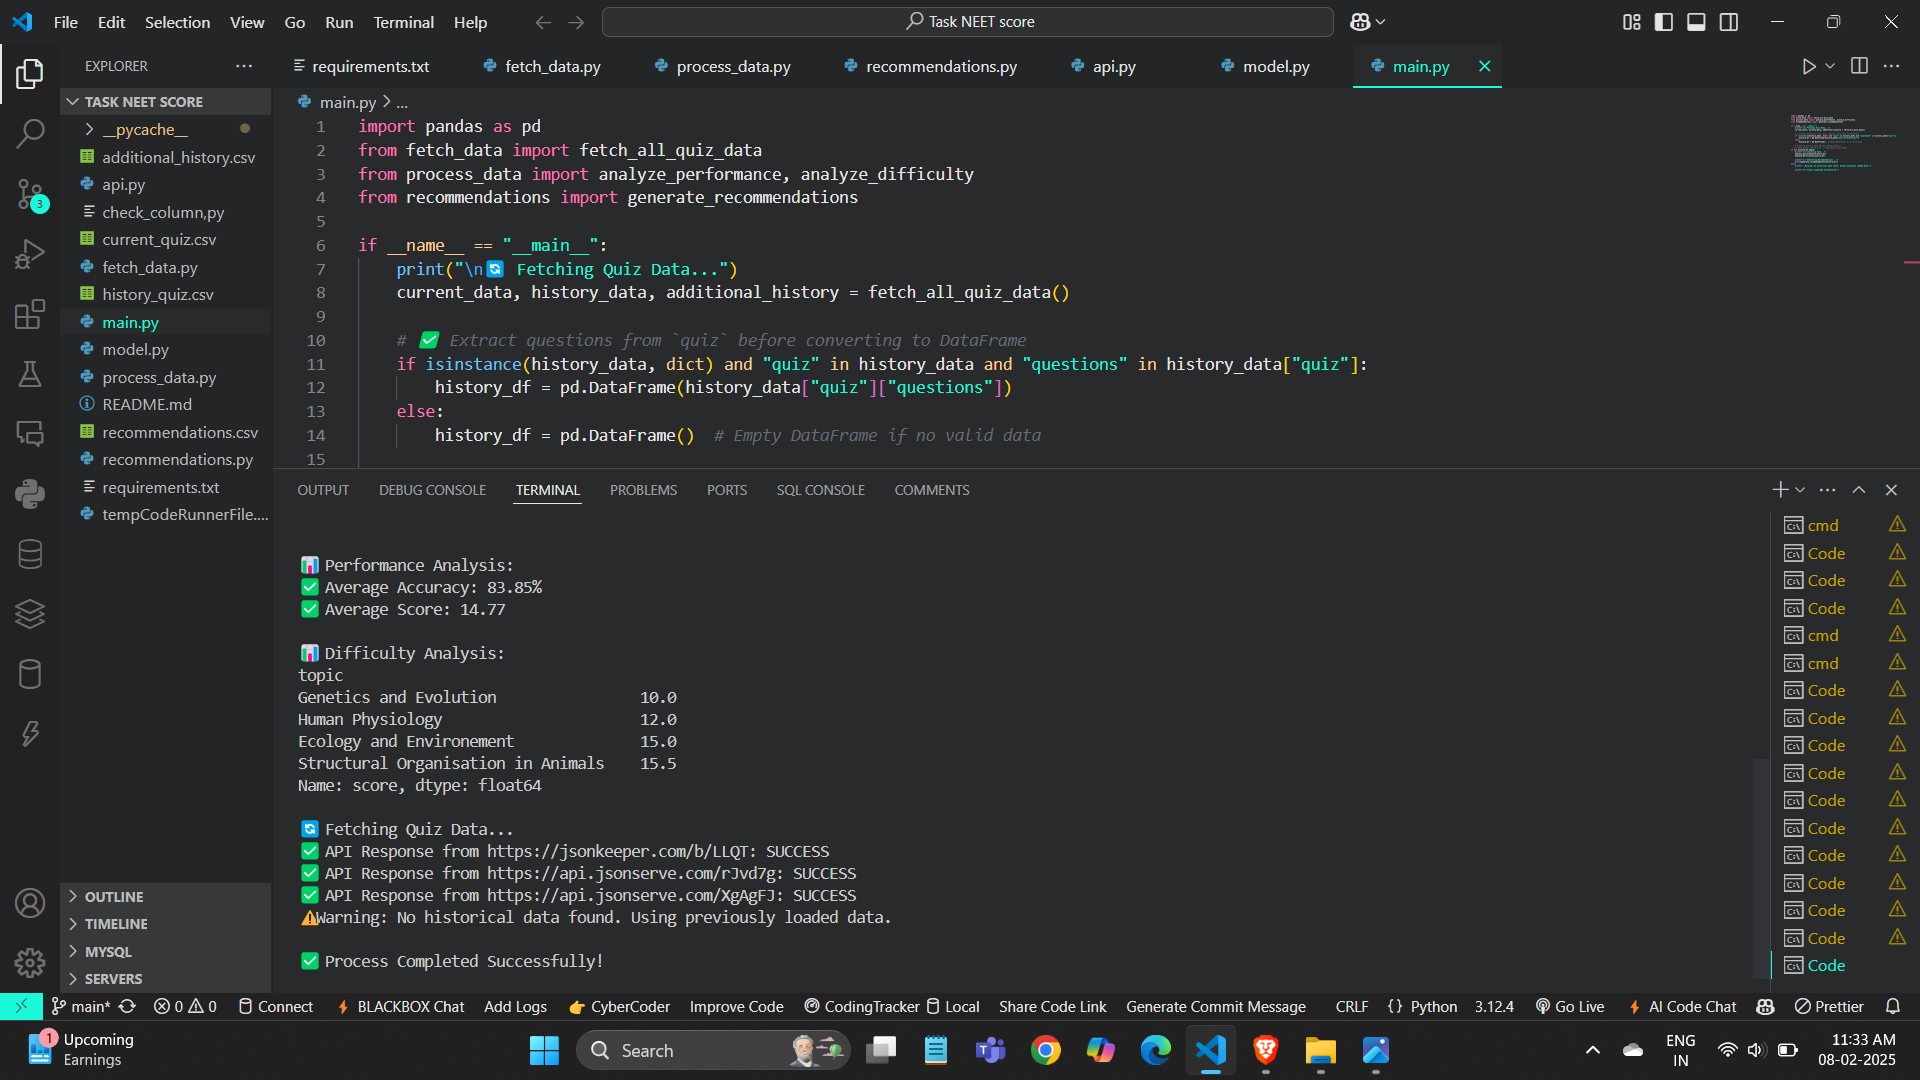 File Edit Selection View Go Run Terminal Help
Task NEET score
EXPLORER
TASK NEET SCORE
__pycache__
additional_history.csv
api.py
check_column,py
current_quiz.csv
fetch_data.py
history_quiz.csv
main.py
model.py
process_data.py
README.md
recommendations.csv
recommendations.py
requirements.txt
tempCodeRunnerFile....
OUTLINE
TIMELINE
MYSQL
SERVERS
3
requirements.txt fetch_data.py process_data.py recommendations.py api.py model.py main.py
main.py > ...
1 import pandas as pd
2 from fetch_data import fetch_all_quiz_data
3 from process_data import analyze_performance, analyze_difficulty
4 from recommendations import generate_recommendations
5
6 if __name__ == "__main__":
7 print("\n🔄 Fetching Quiz Data...")
8 current_data, history_data, additional_history = fetch_all_quiz_data()
9
10 # ✅ Extract questions from `quiz` before converting to DataFrame
11 if isinstance(history_data, dict) and "quiz" in history_data and "questions" in history_data["quiz"]:
12 history_df = pd.DataFrame(history_data["quiz"]["questions"])
13 else:
14 history_df = pd.DataFrame() # Empty DataFrame if no valid data
15
OUTPUT DEBUG CONSOLE TERMINAL PROBLEMS PORTS SQL CONSOLE COMMENTS
📊 Performance Analysis:
✅ Average Accuracy: 83.85%
✅ Average Score: 14.77
📊 Difficulty Analysis:
topic
Genetics and Evolution 10.0
Human Physiology 12.0
Ecology and Environement 15.0
Structural Organisation in Animals 15.5
Name: score, dtype: float64
🔄 Fetching Quiz Data...
✅ API Response from https://jsonkeeper.com/b/LLQT: SUCCESS
✅ API Response from https://api.jsonserve.com/rJvd7g: SUCCESS
✅ API Response from https://api.jsonserve.com/XgAgFJ: SUCCESS
⚠Warning: No historical data found. Using previously loaded data.
✅ Process Completed Successfully!
cmd
Code
Code
Code
cmd
cmd
Code
Code
Code
Code
Code
Code
Code
Code
Code
Code
Code
main* 0 0 Connect BLACKBOX Chat Add Logs 👉 CyberCoder Improve Code CodingTracker Local Share Code Link Generate Commit Message CRLF {} Python 3.12.4 Go Live AI Code Chat Prettier
1
Upcoming
Earnings
Search
ENG
IN
11:33 AM
08-02-2025